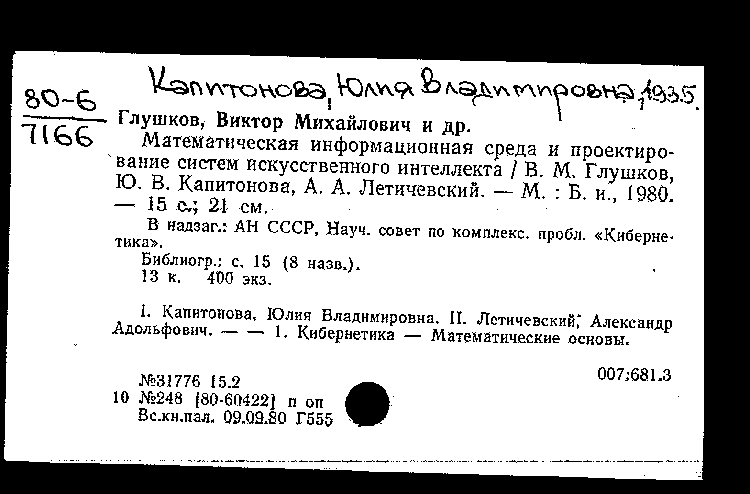 Капитонова, Юлия Владимировна, 1935.
80-6
7166
Глушков, Виктор Михайлович и др.
Математическая информационная среда и проектиро-
вание систем искусственного интеллекта / В. М. Глушков,
Ю. В. Капитонова, А. А. Летичевский. — М. : Б. и., 1980.
— 15 с.; 21 см.
В надзаг.: АН СССР, Науч. совет по комплекс. пробл. «Киберне-
тика».
Библиогр.: с. 15 (8 назв.).
13 к. 400 экз.
I. Капитонова, Юлия Владимировна. II. Летичевский, Александр
Адольфович. — — 1. Кибернетика — Математические основы.
007:681.3
№31776 15.2
10 №248 [80-60422] п оп
Вс.кн.пал. 09.09.80 Г555